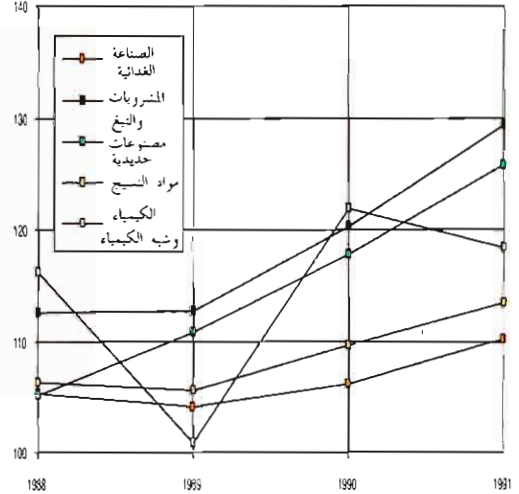 140
130
120
110
100
الصناعة
الغدائية
المشروبات
والتبغ
مصنوعات
حديدية
مواد النسيج
الكيمياء
وشبه الكيمياء
1988
1989
1990
1991